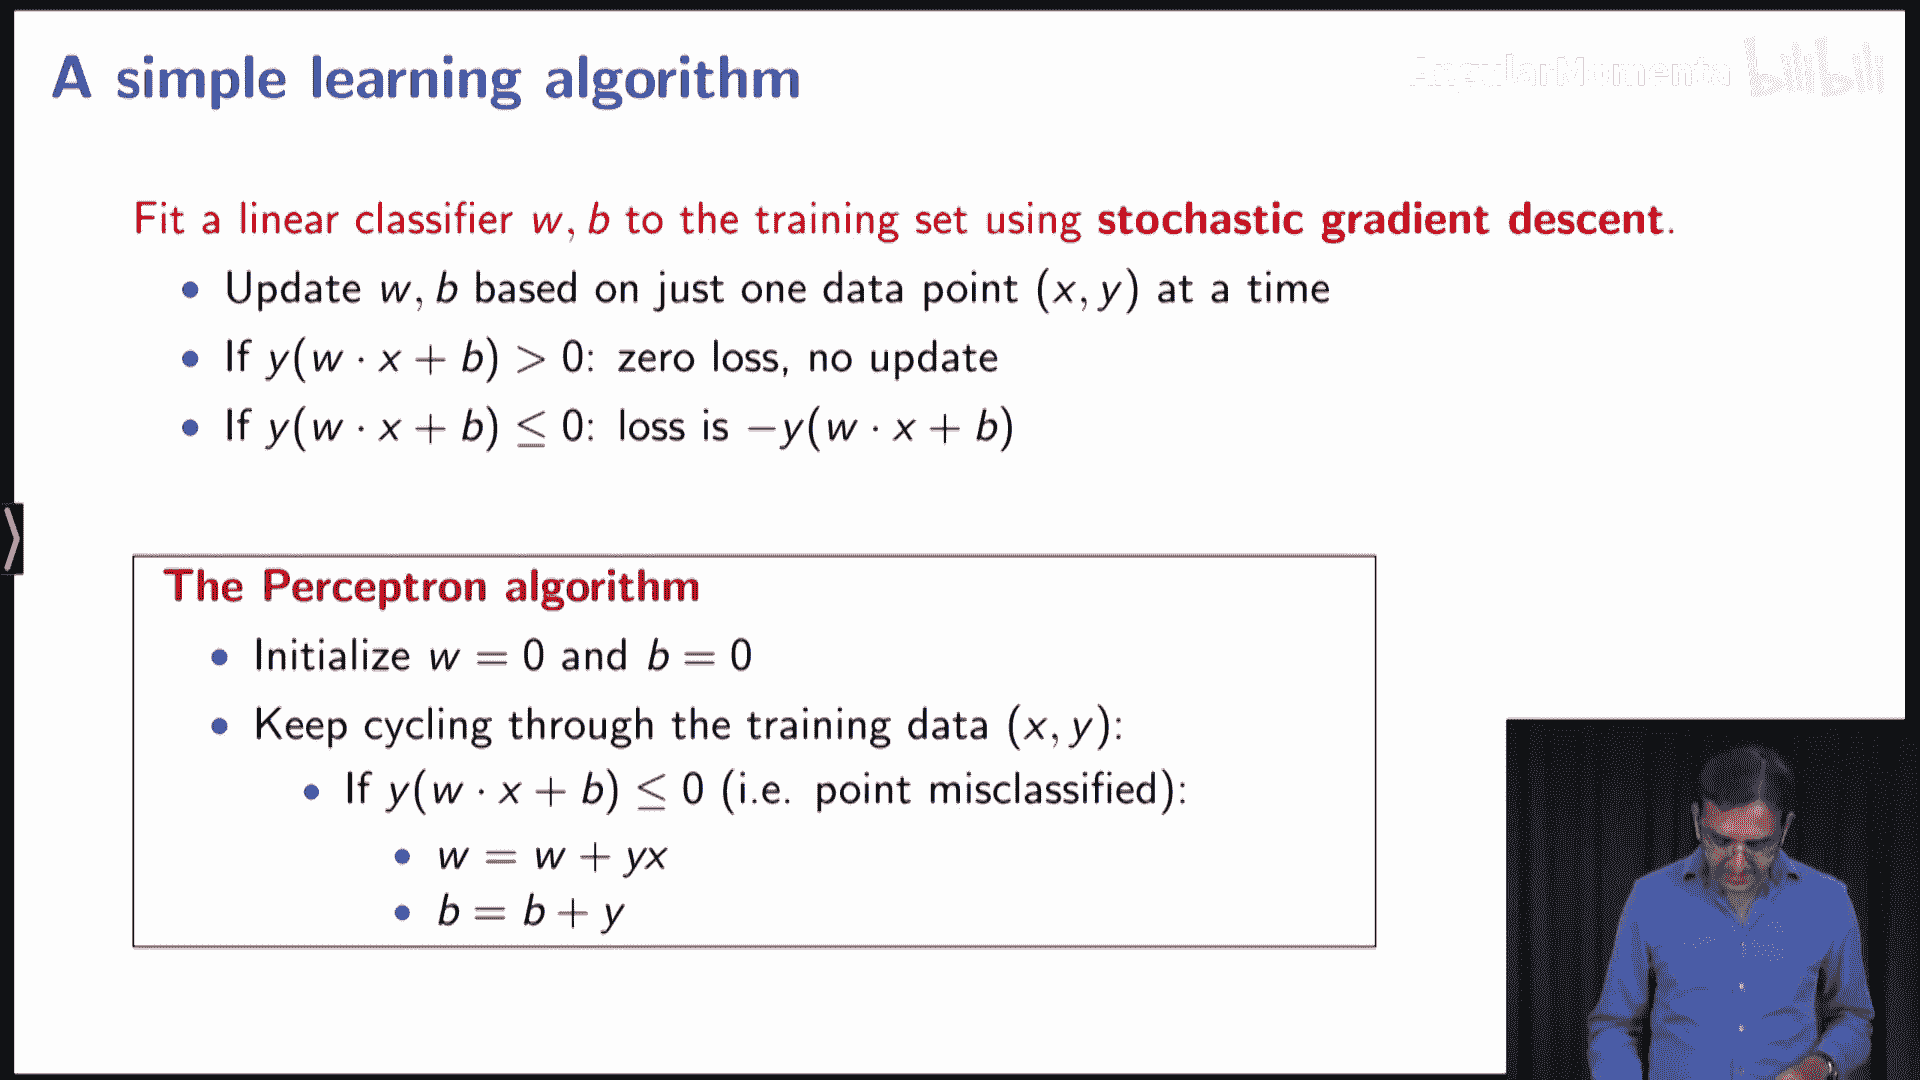 A simple learning algorithm
AngularMomenta bilibili
Fit a linear classifier w, b to the training set using stochastic gradient descent.
• Update w, b based on just one data point (x, y) at a time
• If y(w · x + b) > 0: zero loss, no update
• If y(w · x + b) ≤ 0: loss is −y(w · x + b)
The Perceptron algorithm
• Initialize w = 0 and b = 0
• Keep cycling through the training data (x, y):
• If y(w · x + b) ≤ 0 (i.e. point misclassified):
• w = w + yx
• b = b + y